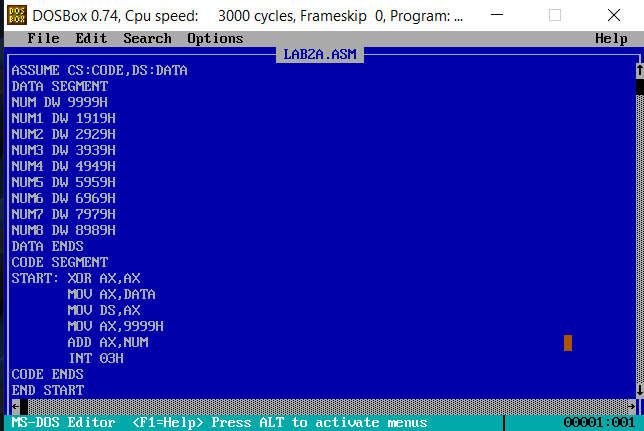 DOSBox 0.74, Cpu speed: 3000 cycles, Frameskip 0, Program: ...
File Edit Search Options Help
LAB2A.ASM
ASSUME CS:CODE,DS:DATA
DATA SEGMENT
NUM DW 9999H
NUM1 DW 1919H
NUM2 DW 2929H
NUM3 DW 3939H
NUM4 DW 4949H
NUM5 DW 5959H
NUM6 DW 6969H
NUM7 DW 7979H
NUM8 DW 8989H
DATA ENDS
CODE SEGMENT
START: XOR AX,AX
MOV AX,DATA
MOV DS,AX
MOV AX,9999H
ADD AX,NUM
INT 03H
CODE ENDS
END START
MS-DOS Editor <F1=Help> Press ALT to activate menus 00001:001